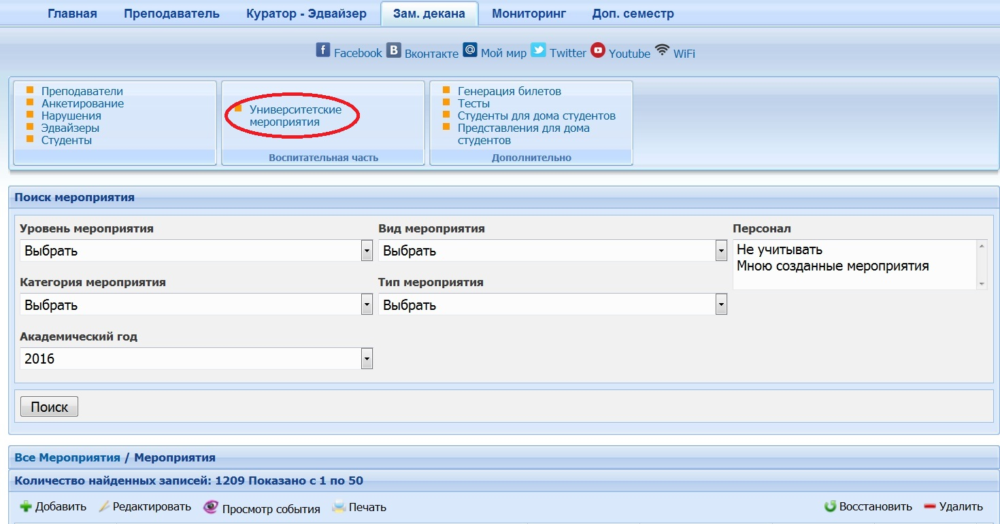 Главная Преподаватель Куратор - Эдвайзер Зам. декана Мониторинг Доп. семестр
Facebook Вконтакте Мой мир Twitter Youtube WiFi
Преподаватели
Анкетирование
Нарушения
Эдвайзеры
Студенты
Университетские
мероприятия
Воспитательная часть
Генерация билетов
Тесты
Студенты для дома студентов
Представления для дома
студентов
Дополнительно
Поиск мероприятия
Уровень мероприятия Вид мероприятия Персонал
Выбрать Выбрать Не учитывать
Мною созданные мероприятия
Категория мероприятия Тип мероприятия
Выбрать Выбрать
Академический год
2016
Поиск
Все Мероприятия / Мероприятия
Количество найденных записей: 1209 Показано с 1 по 50
Добавить Редактировать Просмотр события Печать Восстановить Удалить